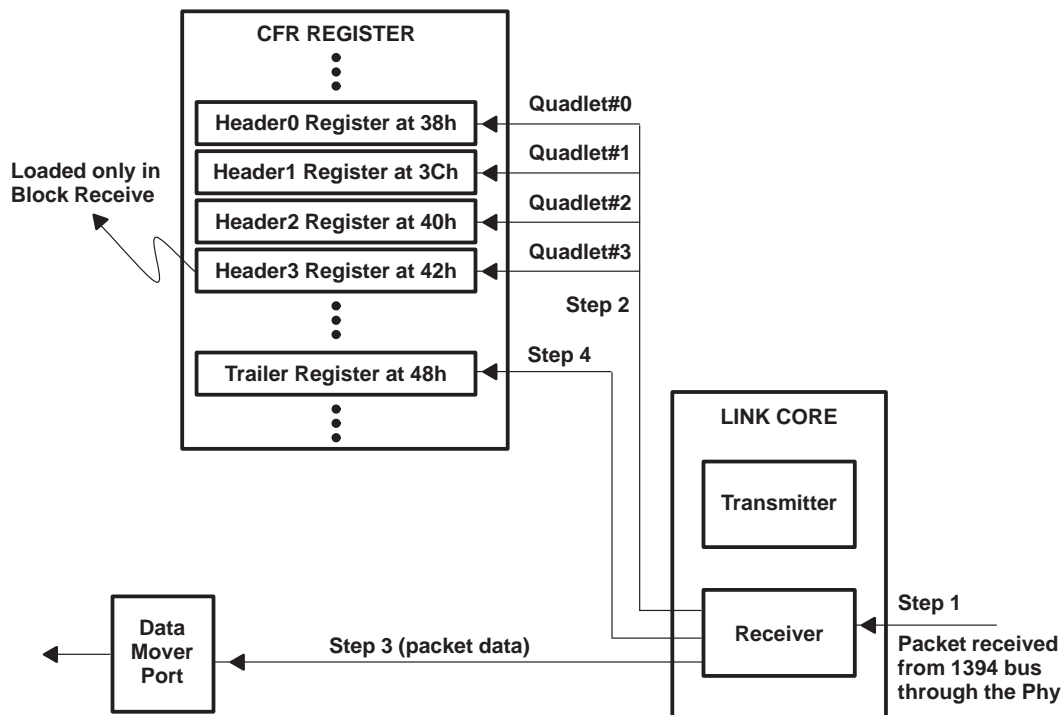 CFR REGISTER
Header0 Register at 38h
Quadlet#0
Header1 Register at 3Ch
Quadlet#1
Loaded only in
Block Receive
Header2 Register at 40h
Quadlet#2
Header3 Register at 42h
Quadlet#3
Step 2
Trailer Register at 48h
Step 4
LINK CORE
Transmitter
Receiver
Step 1
Packet received
from 1394 bus
through the Phy
Step 3 (packet data)
Data
Mover
Port